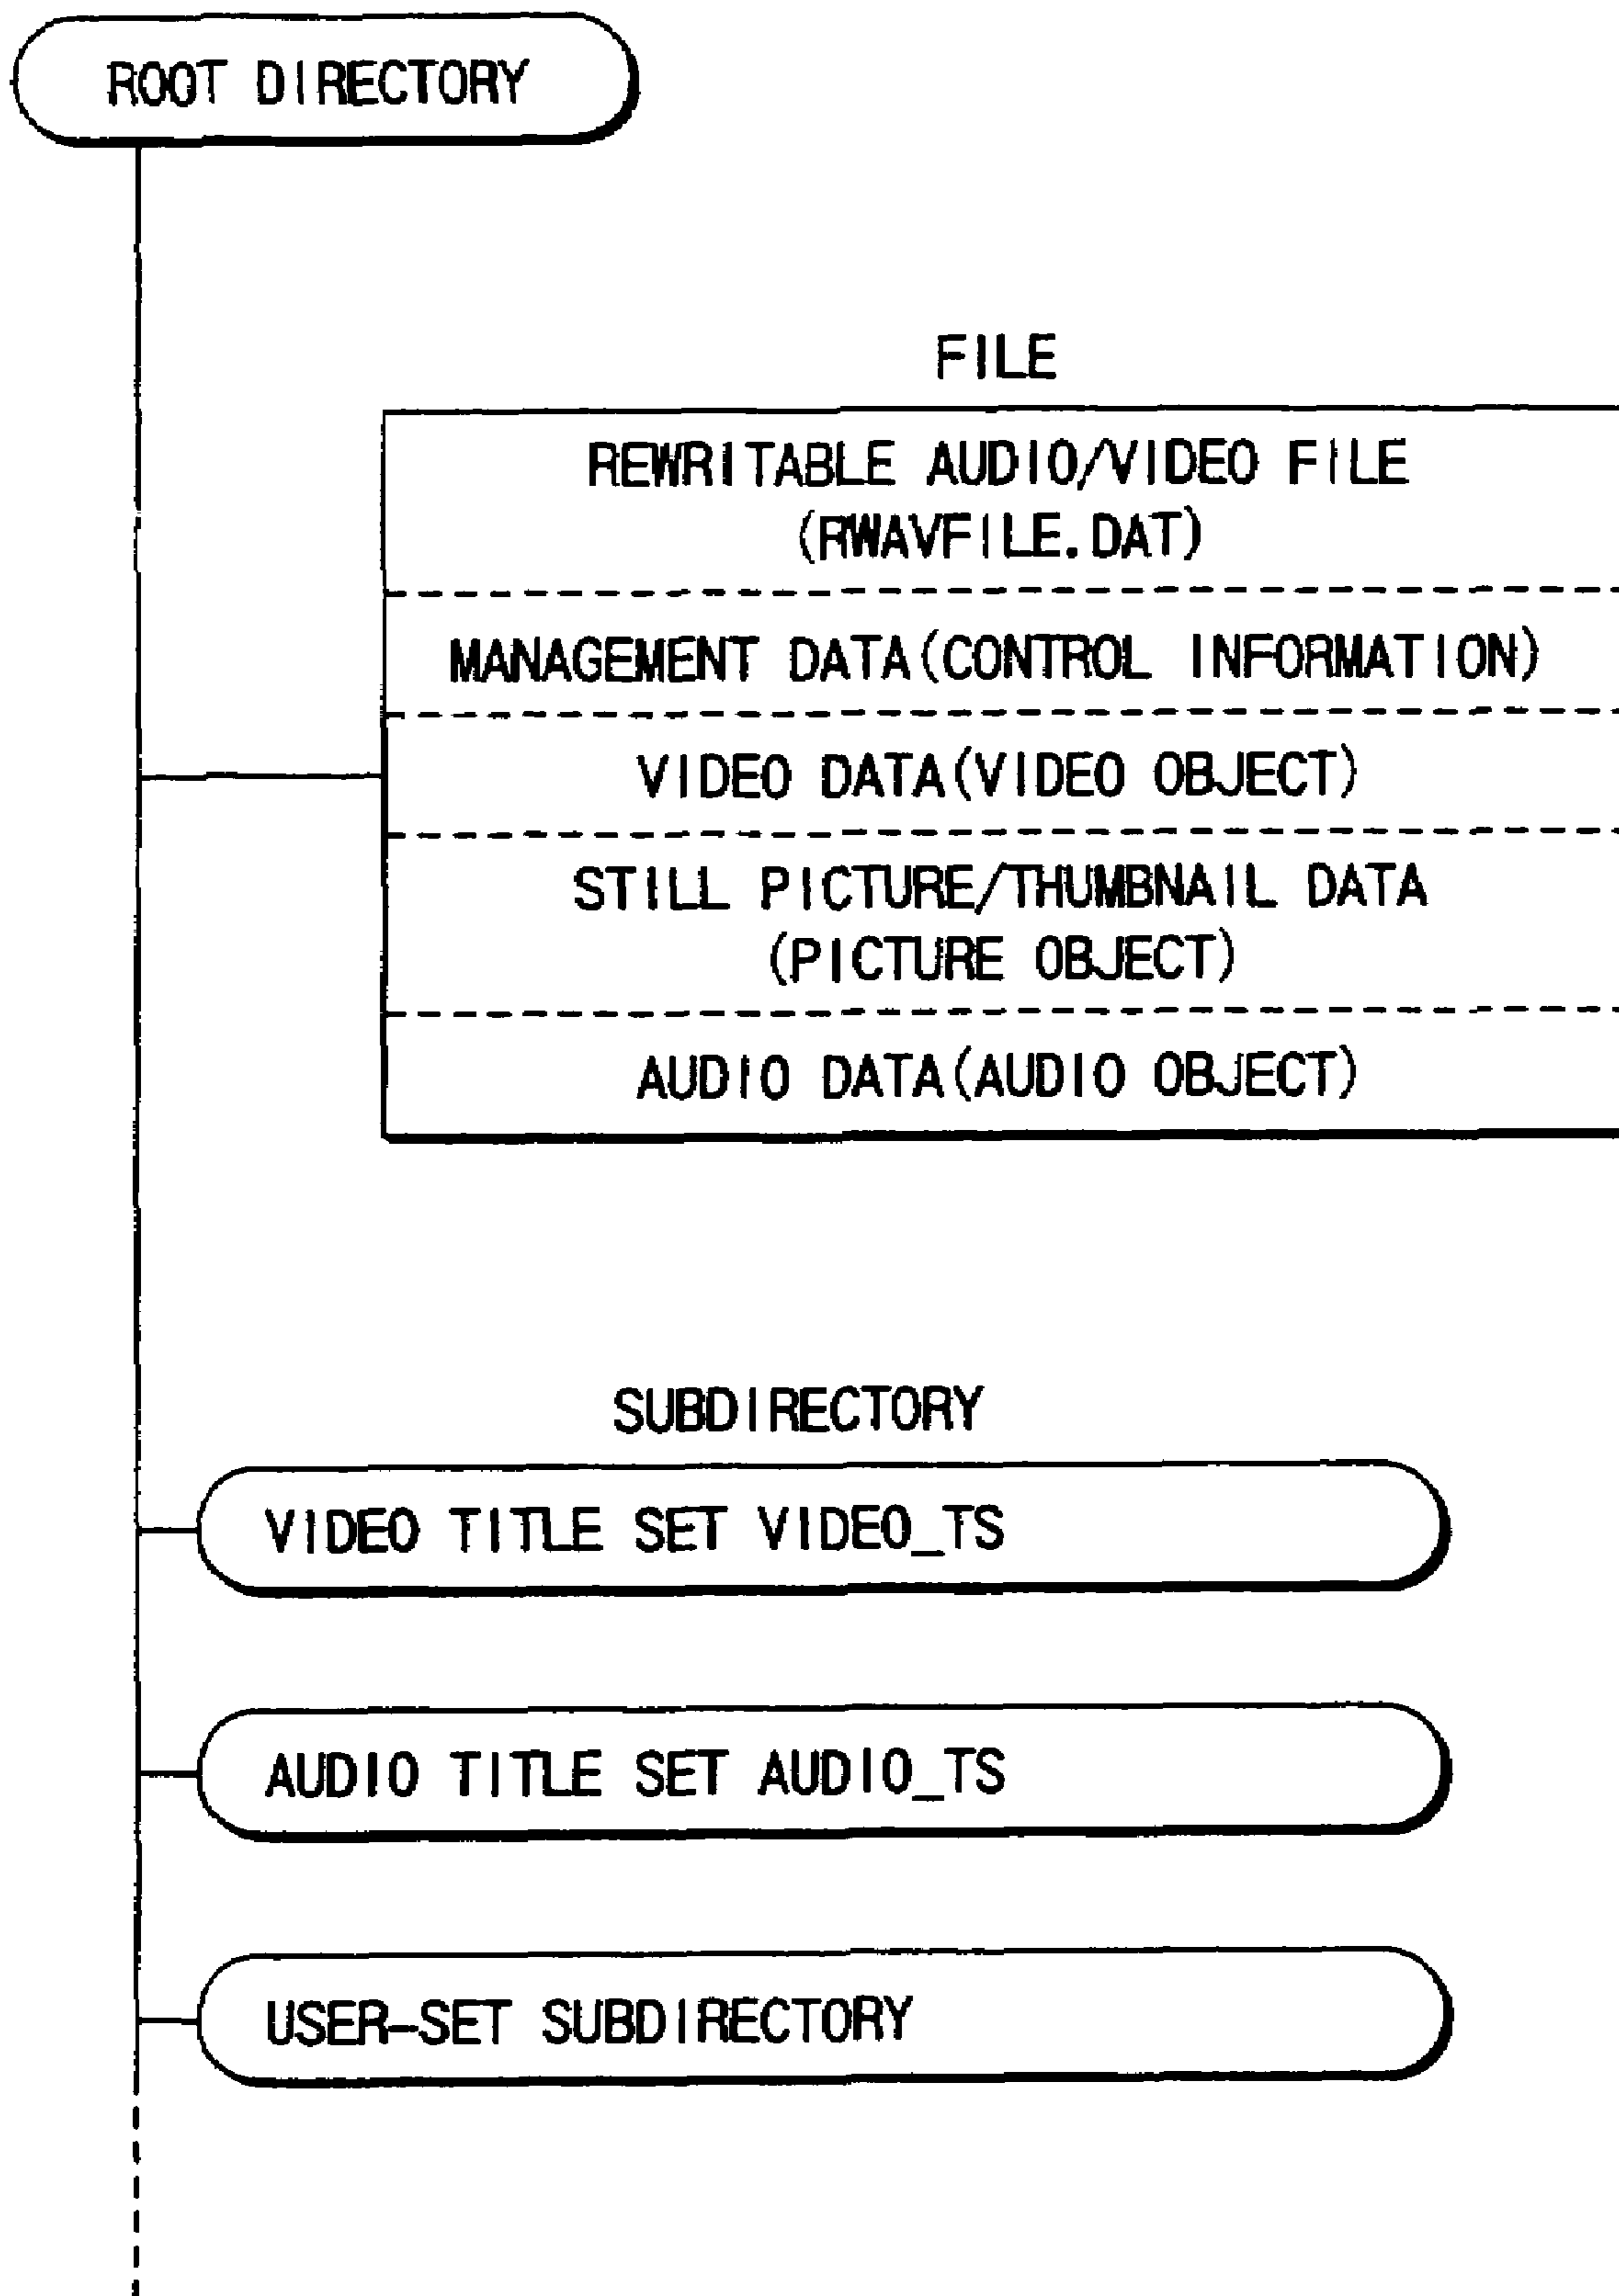 ROOT DIRECTORY
FILE
REWRITABLE AUDIO/VIDEO FILE
(RWAVFILE.DAT)
MANAGEMENT DATA(CONTROL INFORMATION)
VIDEO DATA(VIDEO OBJECT)
STILL PICTURE/THUMBNAIL DATA
(PICTURE OBJECT)
AUDIO DATA(AUDIO OBJECT)
SUBDIRECTORY
VIDEO TITLE SET VIDEO_TS
AUDIO TITLE SET AUDIO_TS
USER-SET SUBDIRECTORY